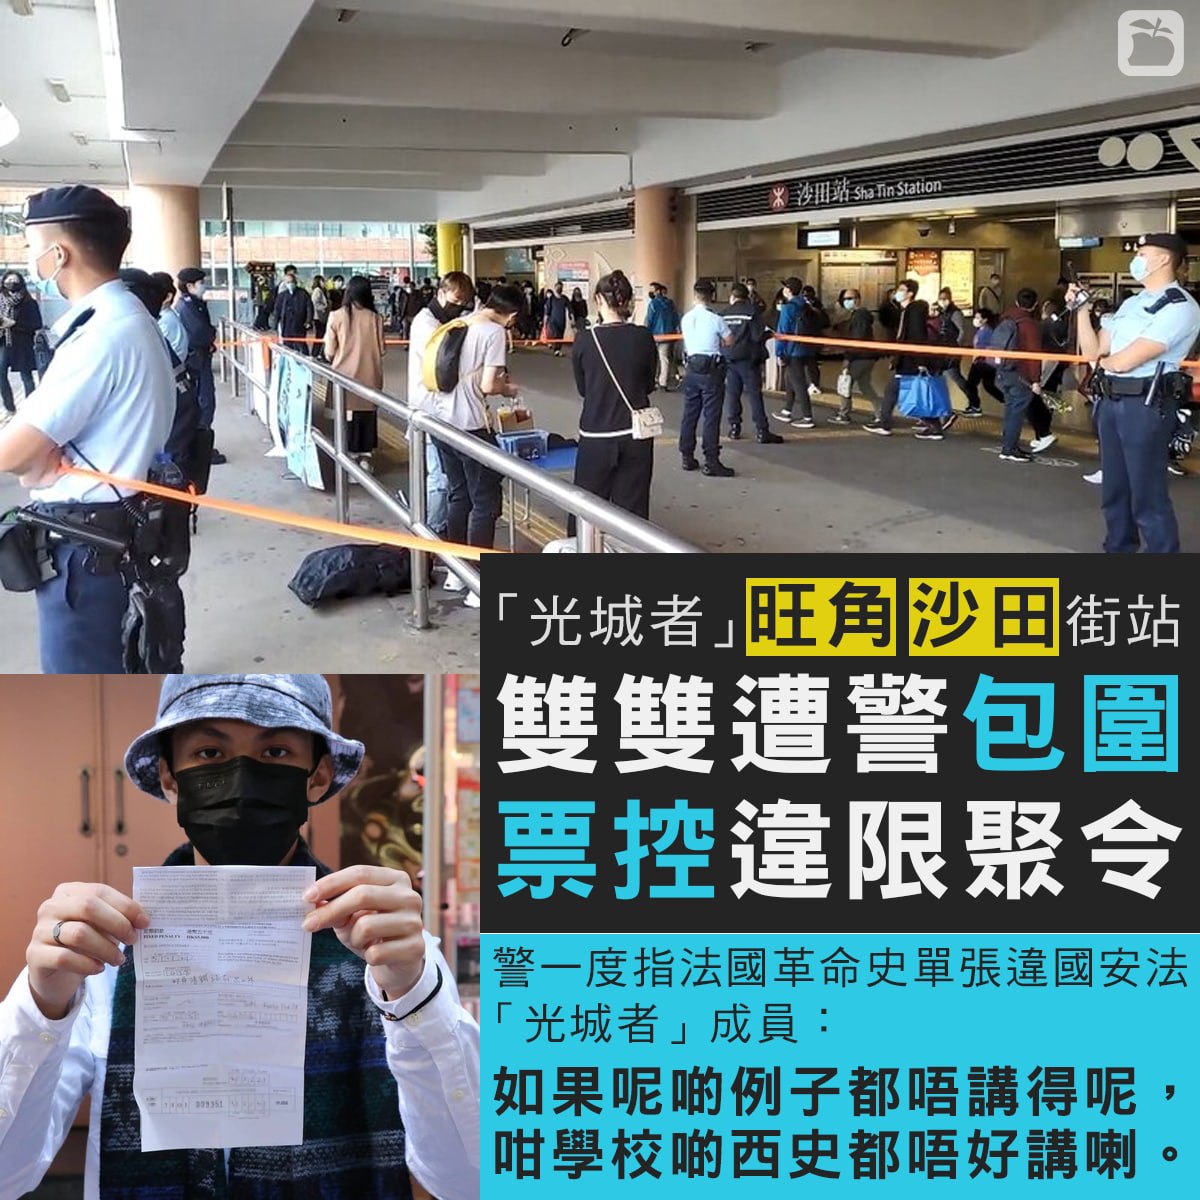 沙田站 Sha Tin Station
「光城者」旺角沙田街站
雙雙遭警包圍
票控違限聚令
警一度指法國革命史單張違國安法
「光城者」成員：
如果呢啲例子都唔講得呢，
咁學校啲西史都唔好講喇。
FIXED PENALTY